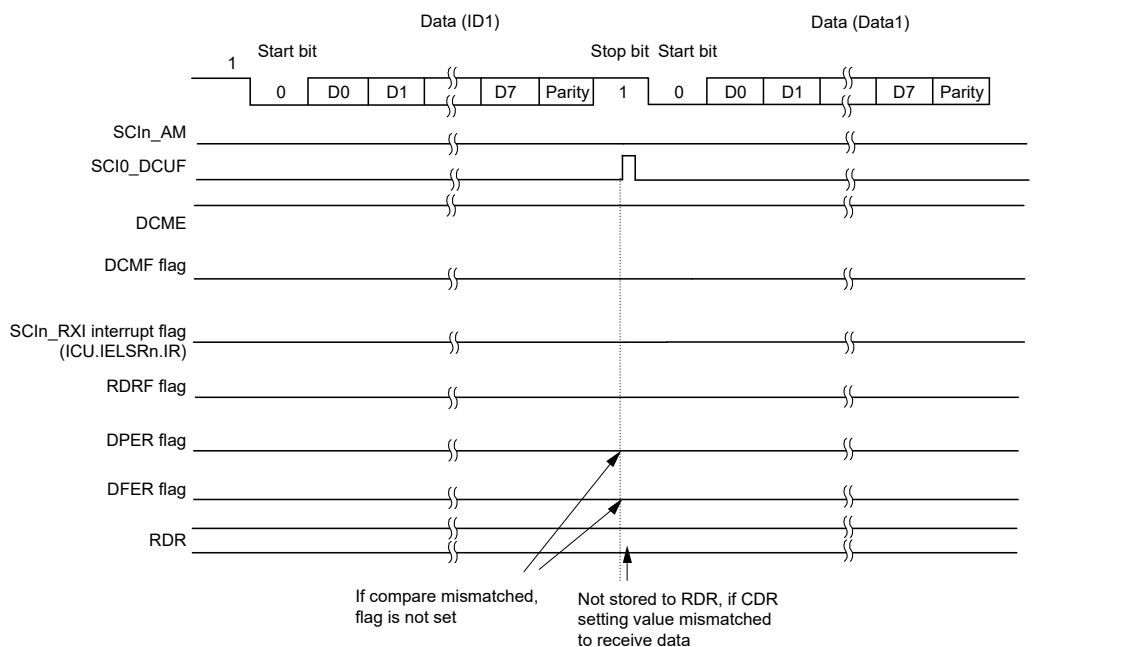 Data (ID1) Data (Data1)
Start bit Stop bit Start bit
1
0 D0 D1 D7 Parity 1 0 D0 D1 D7 Parity
SCIn_AM
SCI0_DCUF
DCME
DCMF flag
SCIn_RXI interrupt flag
(ICU.IELSRn.IR)
RDRF flag
DPER flag
DFER flag
RDR
If compare mismatched,
flag is not set
Not stored to RDR, if CDR
setting value mismatched
to receive data